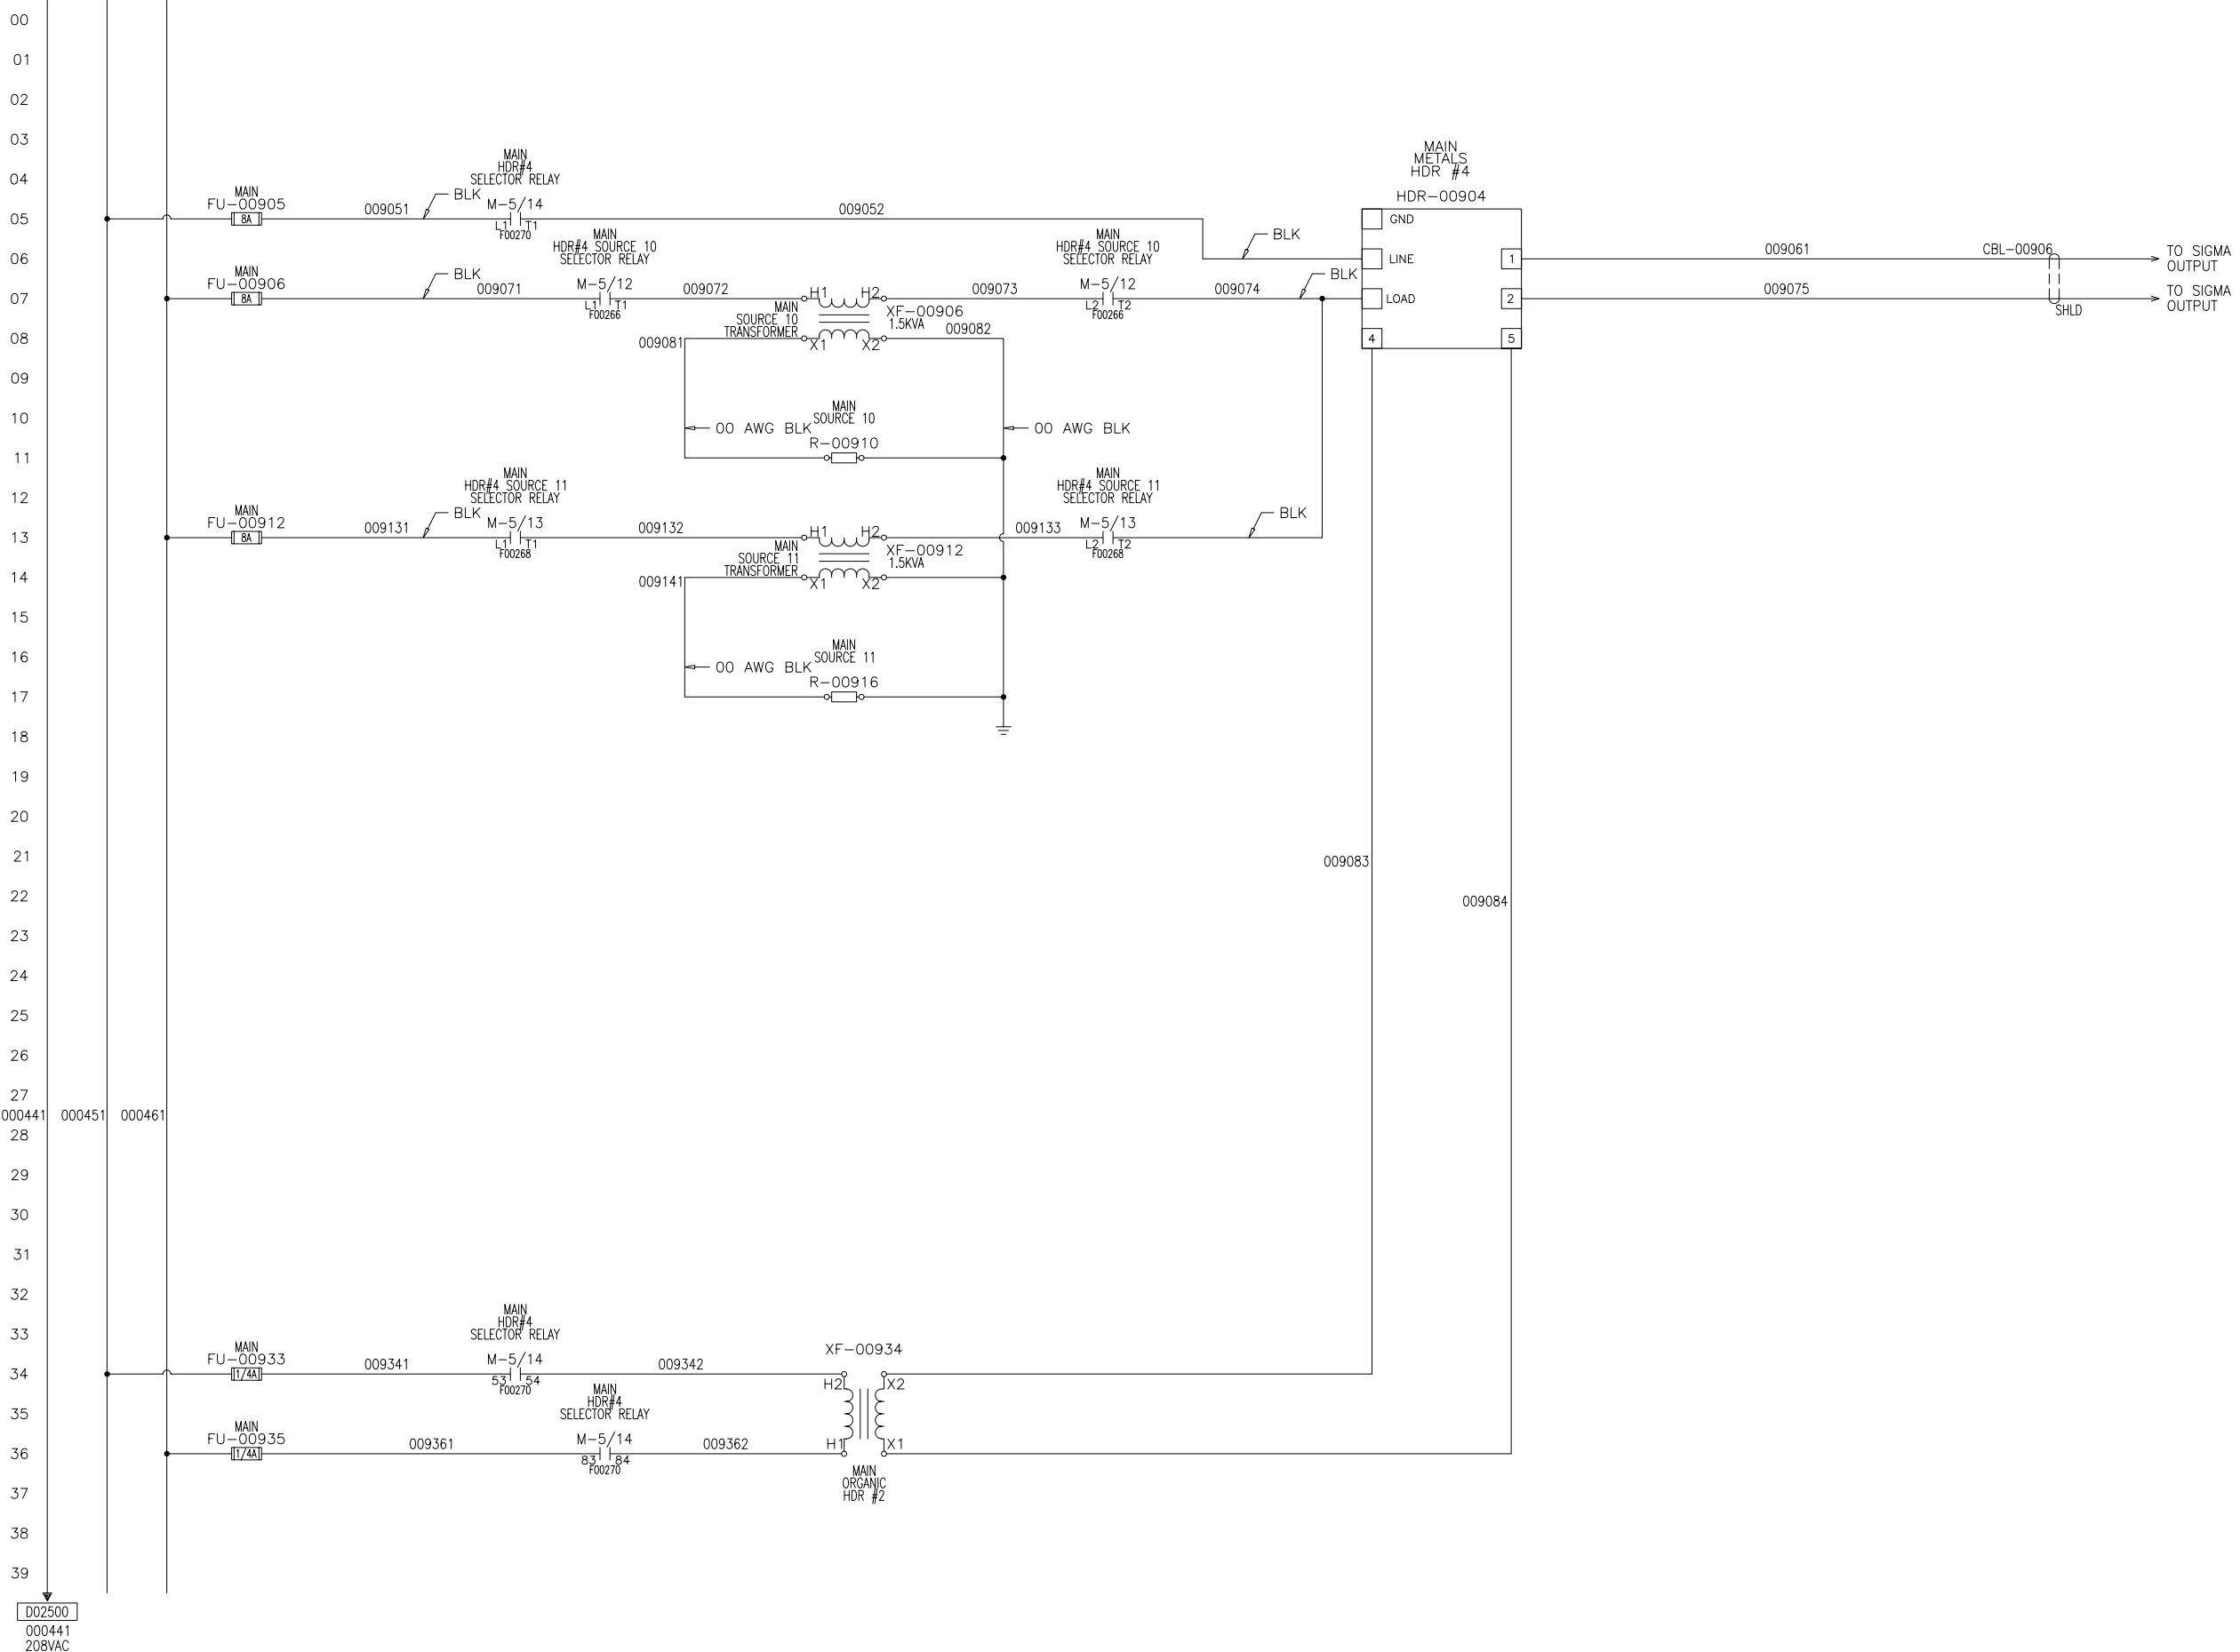 00
01
02
03
04
05
06
07
08
09
10
11
12
13
14
15
16
17
18
19
20
21
22
23
24
25
26
27
28
29
30
31
32
33
34
35
36
37
38
39
000441
000451
000461
D02500
000441
208VAC
MAIN
FU-00905
8A
009051
BLK
MAIN
HDR#4
SELECTOR RELAY
M-5/14
L1 T1
F00270
009052
BLK
MAIN
METALS
HDR #4
HDR-00904
GND
LINE
LOAD
1
2
4
5
009061
CBL-00906
TO SIGMA
OUTPUT
009075
SHLD
TO SIGMA
OUTPUT
MAIN
FU-00906
8A
BLK
009071
MAIN
HDR#4 SOURCE 10
SELECTOR RELAY
M-5/12
L1 T1
F00266
009072
H1 H2
MAIN
SOURCE 10
TRANSFORMER
XF-00906
1.5KVA
X1 X2
009073
MAIN
HDR#4 SOURCE 10
SELECTOR RELAY
M-5/12
L2 T2
F00266
009074
BLK
009081
009082
00 AWG BLK
MAIN
SOURCE 10
R-00910
00 AWG BLK
MAIN
FU-00912
8A
009131
BLK
MAIN
HDR#4 SOURCE 11
SELECTOR RELAY
M-5/13
L1 T1
F00268
009132
H1 H2
MAIN
SOURCE 11
TRANSFORMER
XF-00912
1.5KVA
X1 X2
009133
MAIN
HDR#4 SOURCE 11
SELECTOR RELAY
M-5/13
L2 T2
F00268
BLK
009141
00 AWG BLK
MAIN
SOURCE 11
R-00916
009083
009084
MAIN
FU-00933
1/4A
009341
MAIN
HDR#4
SELECTOR RELAY
M-5/14
53 54
F00270
009342
XF-00934
H2 X2
H1 X1
MAIN
ORGANIC
HDR #2
MAIN
FU-00935
1/4A
009361
MAIN
HDR#4
SELECTOR RELAY
M-5/14
83 84
F00270
009362